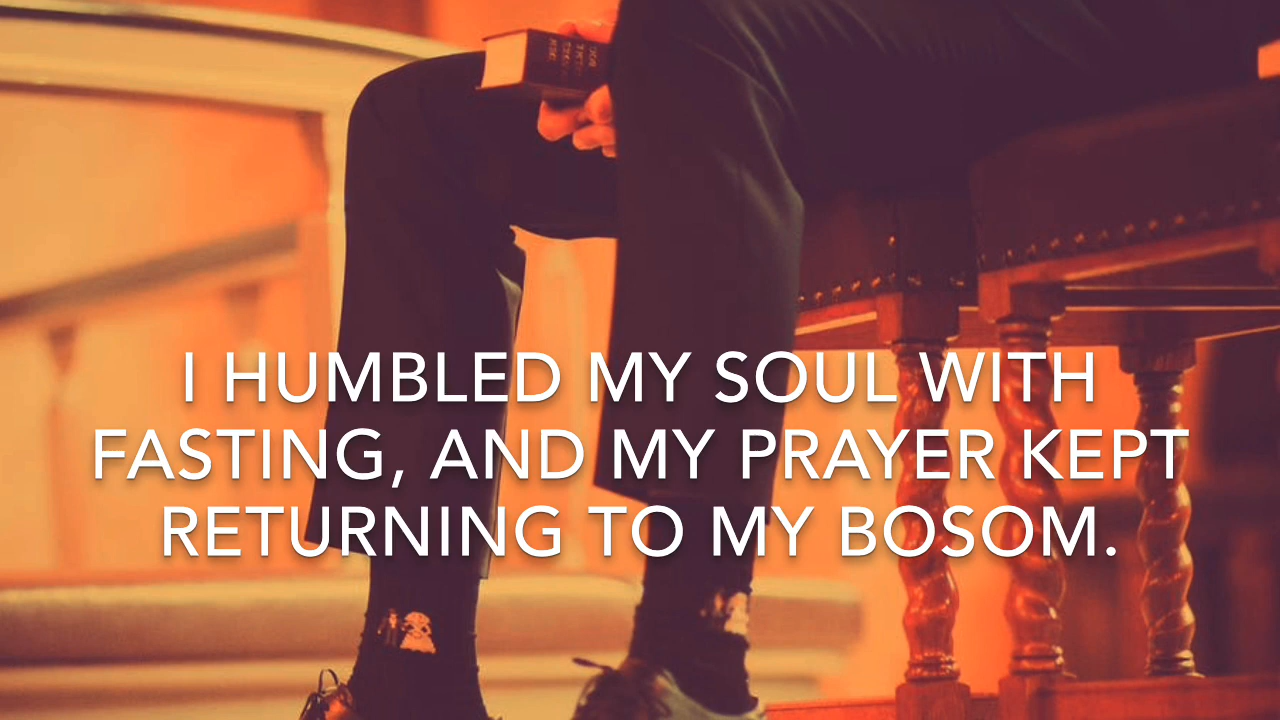 I HUMBLED MY SOUL WITH
FASTING, AND MY PRAYER KEPT
RETURNING TO MY BOSOM.